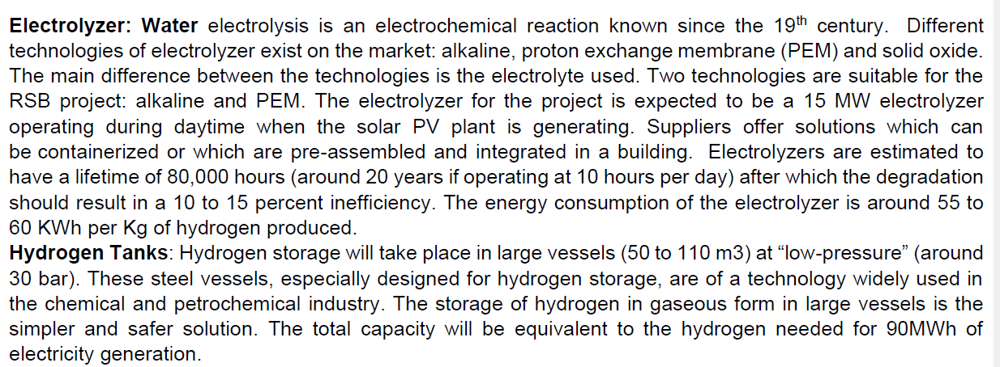 Electrolyzer: Water electrolysis is an electrochemical reaction known since the 19th century. Different
technologies of electrolyzer exist on the market: alkaline, proton exchange membrane (PEM) and solid oxide.
The main difference between the technologies is the electrolyte used. Two technologies are suitable for the
RSB project: alkaline and PEM. The electrolyzer for the project is expected to be a 15 MW electrolyzer
operating during daytime when the solar PV plant is generating. Suppliers offer solutions which can
be containerized or which are pre-assembled and integrated in a building. Electrolyzers are estimated to
have a lifetime of 80,000 hours (around 20 years if operating at 10 hours per day) after which the degradation
should result in a 10 to 15 percent inefficiency. The energy consumption of the electrolyzer is around 55 to
60 KWh per Kg of hydrogen produced.
Hydrogen Tanks: Hydrogen storage will take place in large vessels (50 to 110 m3) at “low-pressure” (around
30 bar). These steel vessels, especially designed for hydrogen storage, are of a technology widely used in
the chemical and petrochemical industry. The storage of hydrogen in gaseous form in large vessels is the
simpler and safer solution. The total capacity will be equivalent to the hydrogen needed for 90MWh of
electricity generation.